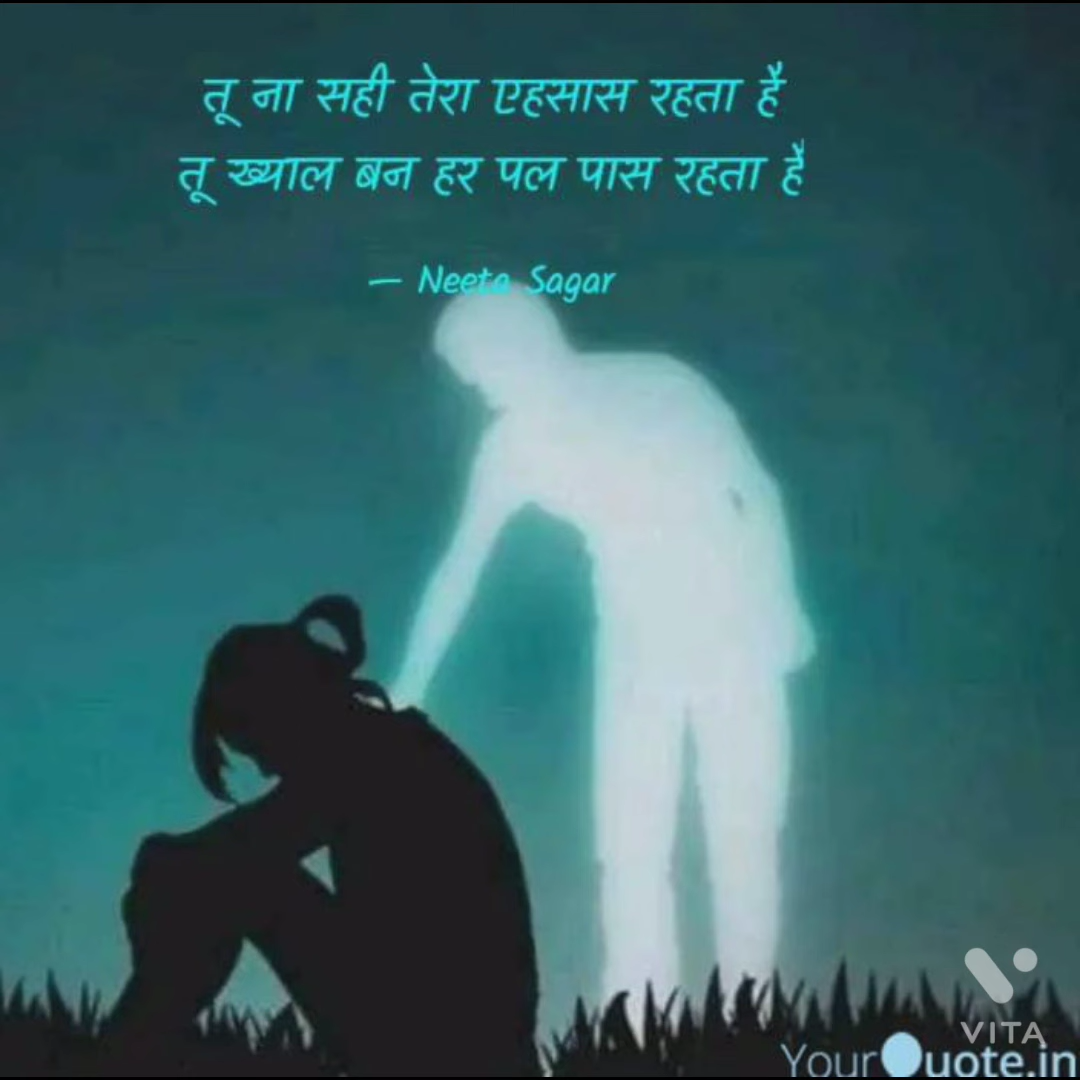 तू ना सही तेरा एहसास रहता है
तू ख्याल बन हर पल पास रहता है
— Neeta Sagar
VITA
YourQuote.in